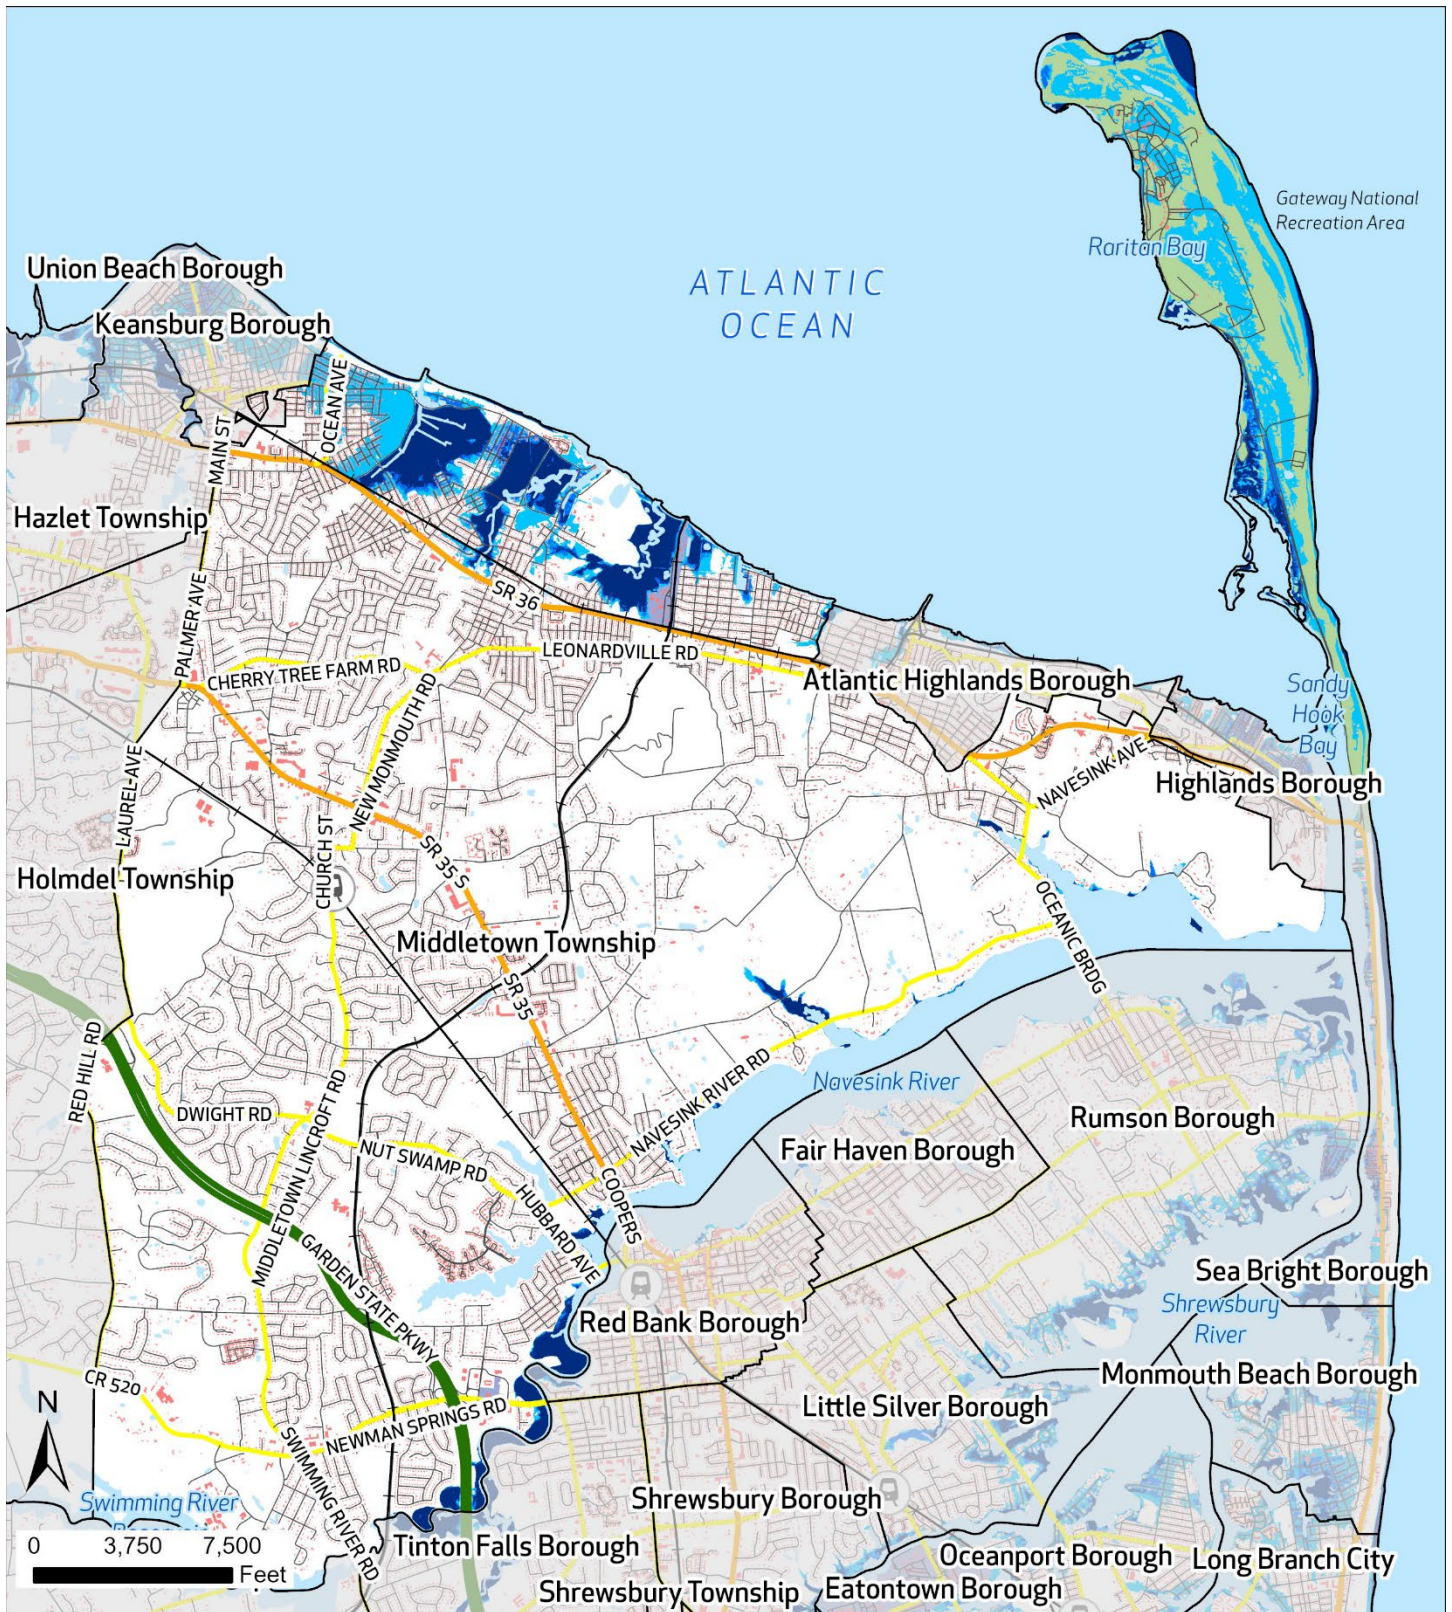 Gateway National
Recreation Area
Raritan Bay
Union Beach Borough
ATLANTIC
OCEAN
Keansburg Borough
OCEAN AVE
MAIN ST
Hazlet Township
SR 36
PALMER AVE
LEONARDVILLE RD
CHERRY TREE FARM RD
Atlantic Highlands Borough
Sandy
Hook
Bay
NEW MONMOUTH RD
LAUREL AVE
NAVESINK AVE
Highlands Borough
CHURCH ST
SR 35 S
Holmdel Township
OCEANIC BRDG
Middletown Township
SR 35
RED HILL RD
NAVESINK RIVER RD
Navesink River
DWIGHT RD
MIDDLETOWN LINCROFT RD
Rumson Borough
NUT SWAMP RD
Fair Haven Borough
HUBBARD AVE
COOPERS
GARDEN STATE PKWY
Sea Bright Borough
Shrewsbury
River
Red Bank Borough
Monmouth Beach Borough
CR 520
N
Little Silver Borough
NEWMAN SPRINGS RD
SWIMMING RIVER RD
Swimming River
Shrewsbury Borough
0 3,750 7,500
Feet
Tinton Falls Borough
Oceanport Borough
Long Branch City
Shrewsbury Township
Eatontown Borough